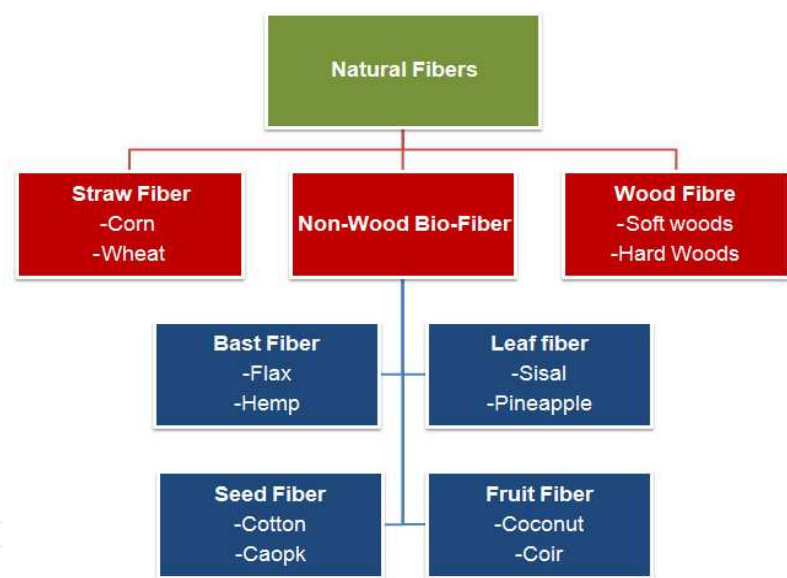 Natural Fibers
Straw Fiber
-Corn
-Wheat
Non-Wood Bio-Fiber
Wood Fibre
-Soft woods
-Hard Woods
Bast Fiber
-Flax
-Hemp
Leaf fiber
-Sisal
-Pineapple
Seed Fiber
-Cotton
-Caopk
Fruit Fiber
-Coconut
-Coir